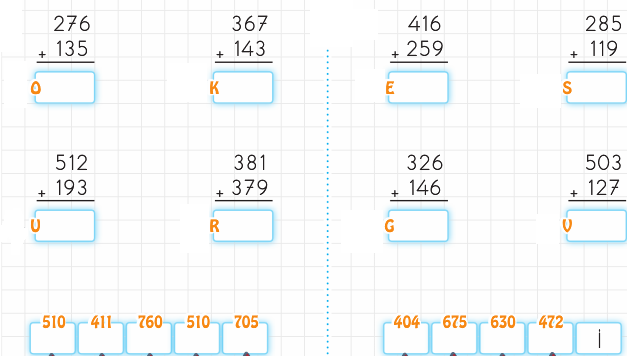 276 367 416 285
+ 135 + 143 + 259 + 119
O K E S
512 381 326 503
+ 193 + 379 + 146 + 127
U R G V
510 411 760 510 705 404 675 630 472
i